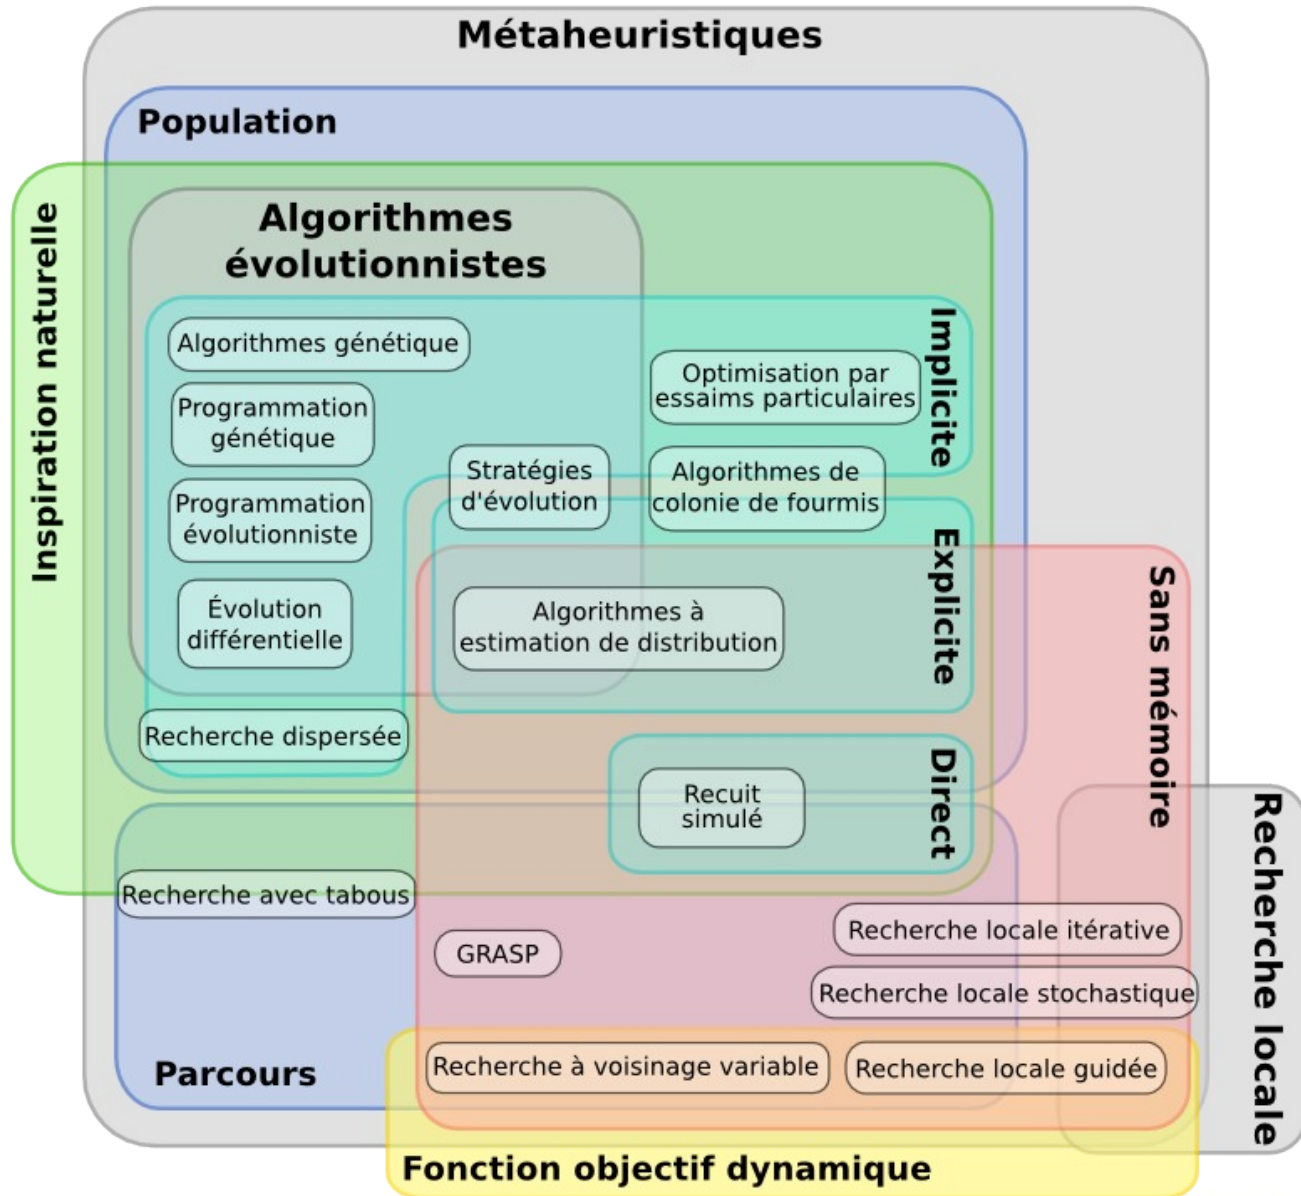 Métaheuristiques
Population
Inspiration naturelle
Algorithmes
évolutionnistes
Implicite
Algorithmes génétique
Optimisation par
essaims particulaires
Programmation
génétique
Stratégies
d'évolution
Algorithmes de
colonie de fourmis
Programmation
évolutionniste
Explicite
Sans mémoire
Évolution
différentielle
Algorithmes à
estimation de distribution
Recherche dispersée
Direct
Recuit
simulé
Recherche locale
Recherche avec tabous
GRASP
Recherche locale itérative
Recherche locale stochastique
Parcours
Recherche à voisinage variable
Recherche locale guidée
Fonction objectif dynamique